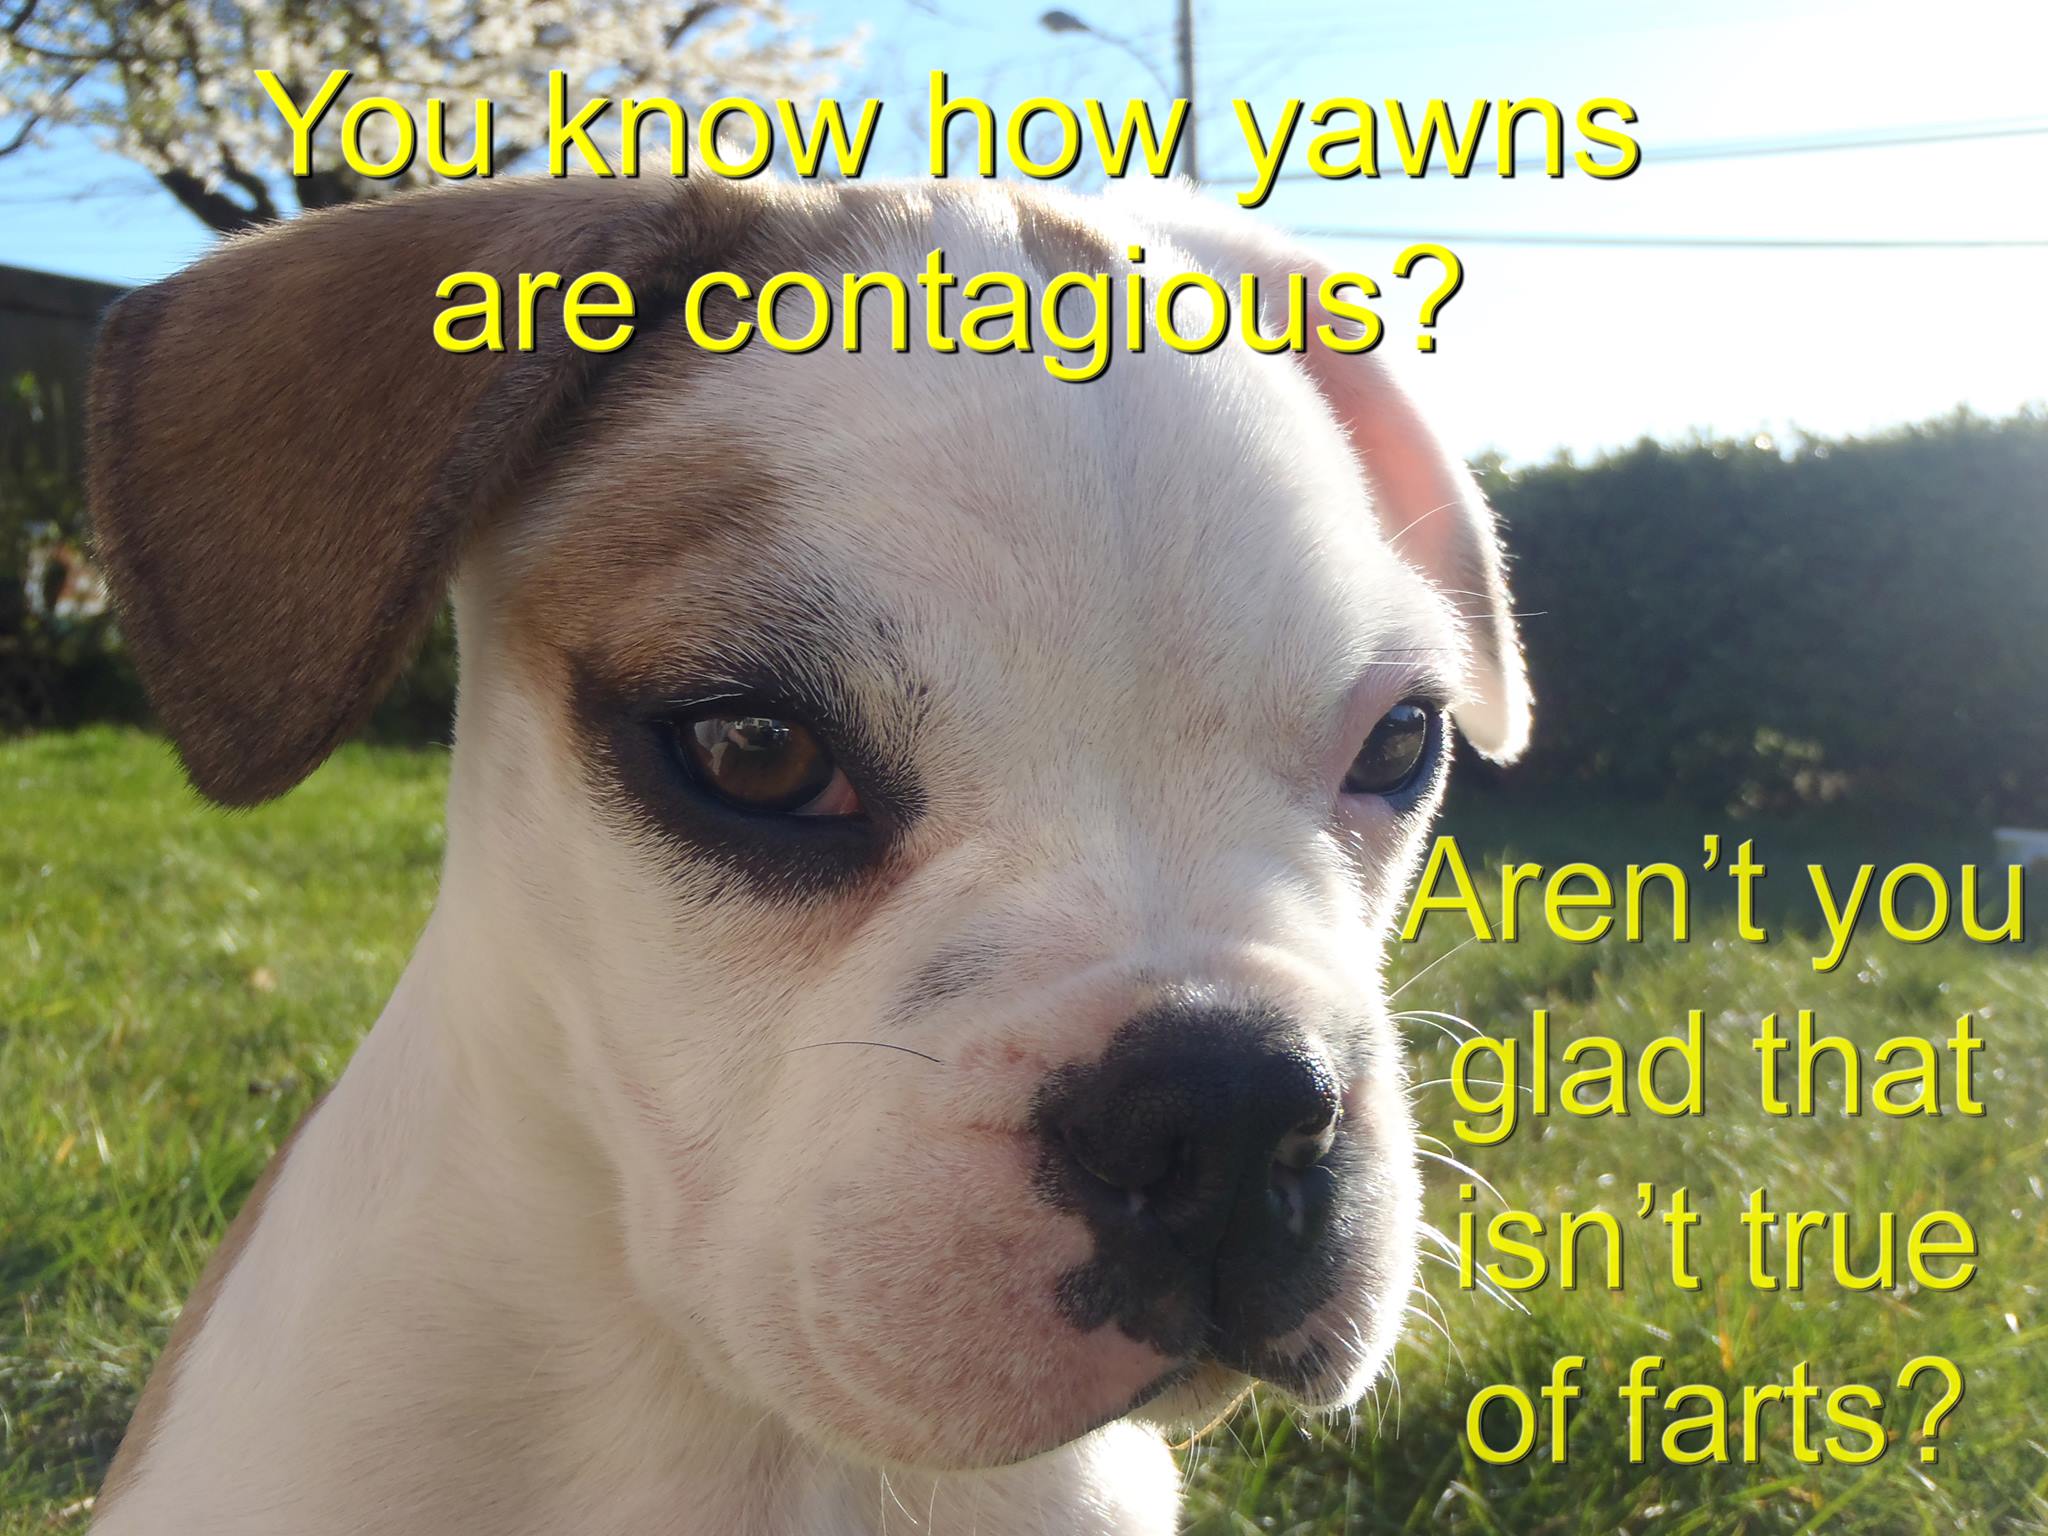 You know how yawns
are contagious?
Aren’t you
glad that
isn’t true
of farts?